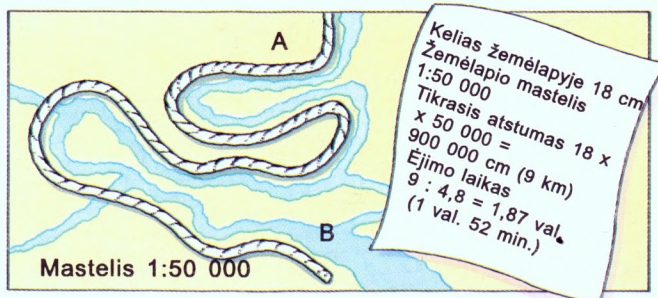 A
B
Mastelis 1:50 000
Kelias žemėlapyje 18 cm
Žemėlapio mastelis
1:50 000
Tikrasis atstumas 18 x
x 50 000 =
900 000 cm (9 km)
Ėjimo laikas
9 : 4,8 = 1,87 val.
(1 val. 52 min.)